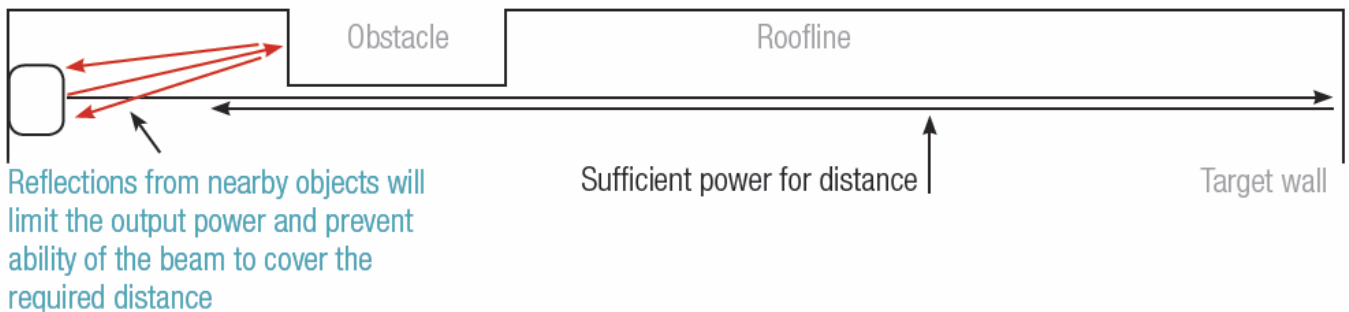 Obstacle
Roofline
Reflections from nearby objects will
limit the output power and prevent
ability of the beam to cover the
required distance
Sufficient power for distance
Target wall